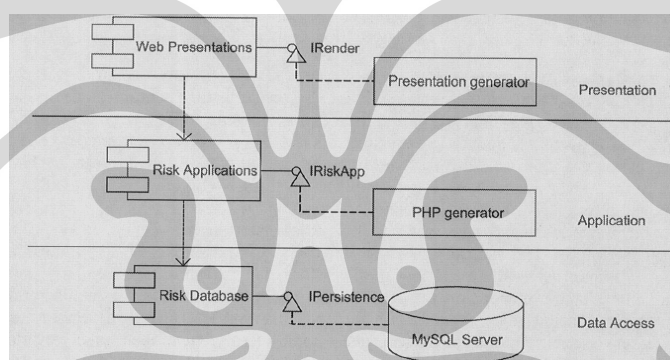 Web Presentations
IRender
Presentation generator
Presentation
Risk Applications
IRiskApp
PHP generator
Application
Risk Database
IPersistence
MySQL Server
Data Access